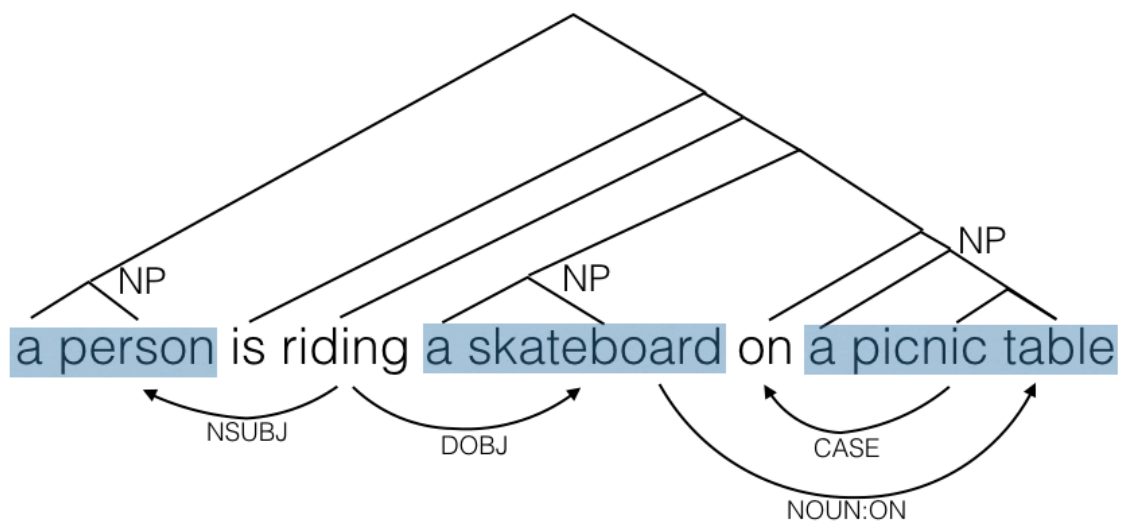 NP
NP
NP
a person is riding a skateboard on a picnic table
NSUBJ
DOBJ
CASE
NOUN:ON